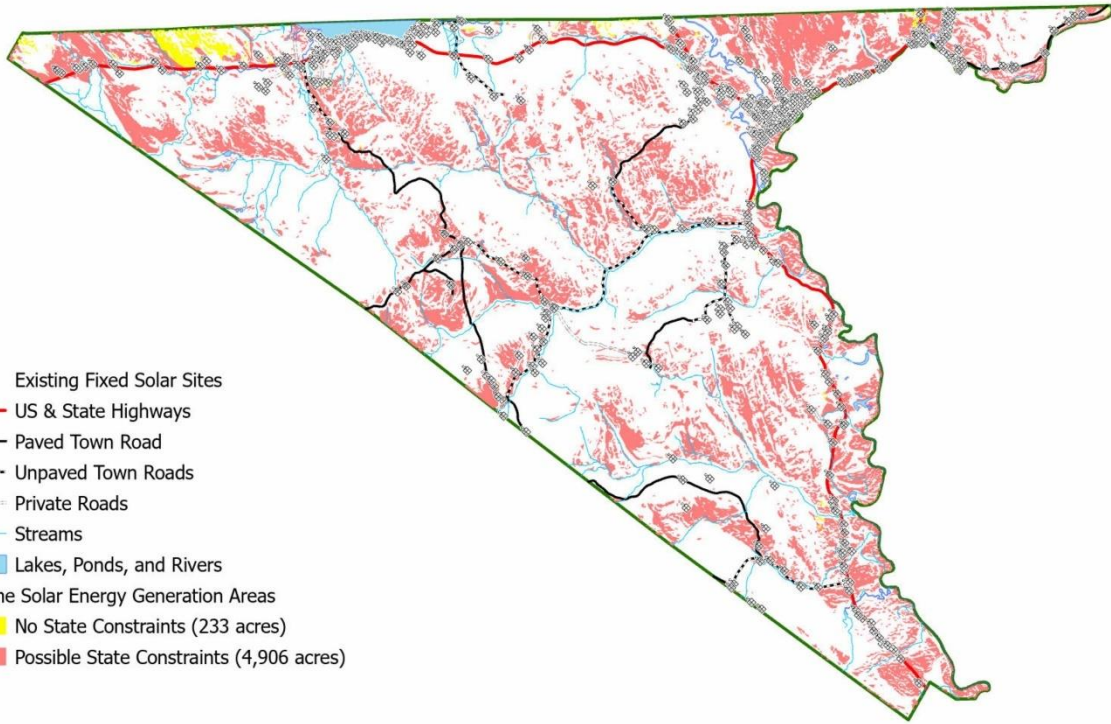 Existing Fixed Solar Sites
US & State Highways
Paved Town Road
Unpaved Town Roads
Private Roads
Streams
Lakes, Ponds, and Rivers
Solar Energy Generation Areas
No State Constraints (233 acres)
Possible State Constraints (4,906 acres)